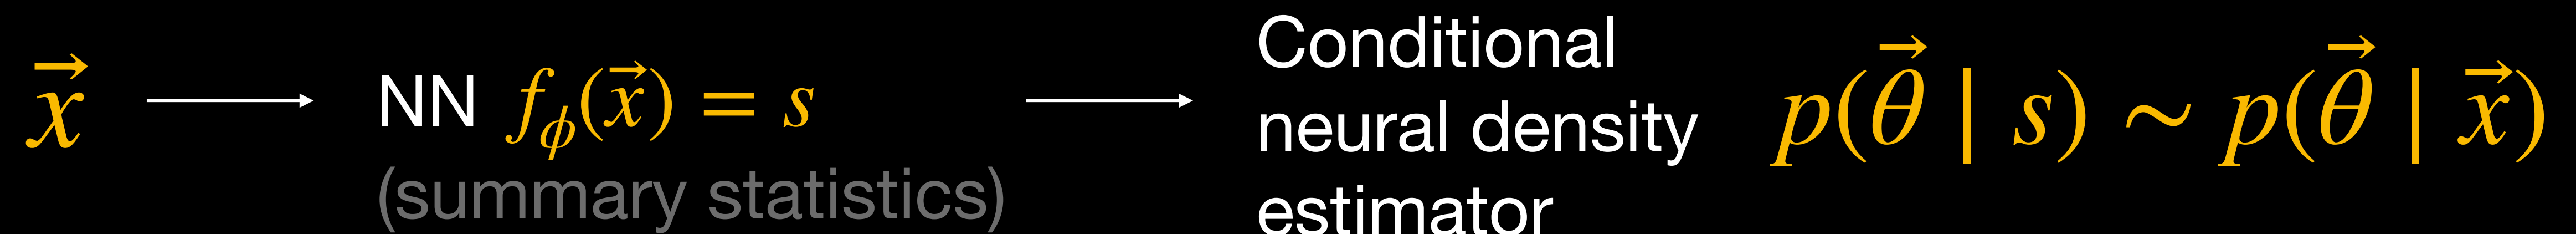 x⃗ ⟶ NN f_ϕ(x⃗) = s ⟶
(summary statistics)
Conditional
neural density
estimator
p(θ⃗ | s) ∼ p(θ⃗ | x⃗)